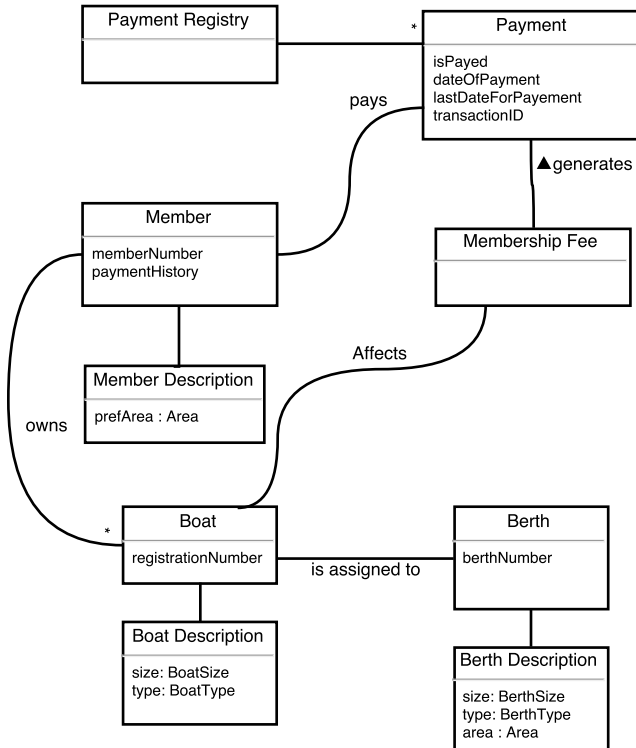 Payment Registry
*
Payment
isPayed
dateOfPayment
lastDateForPayement
transactionID
pays
▲generates
Member
memberNumber
paymentHistory
Membership Fee
Affects
Member Description
prefArea : Area
owns
*
Boat
registrationNumber
is assigned to
Berth
berthNumber
Boat Description
size: BoatSize
type: BoatType
Berth Description
size: BerthSize
type: BerthType
area : Area